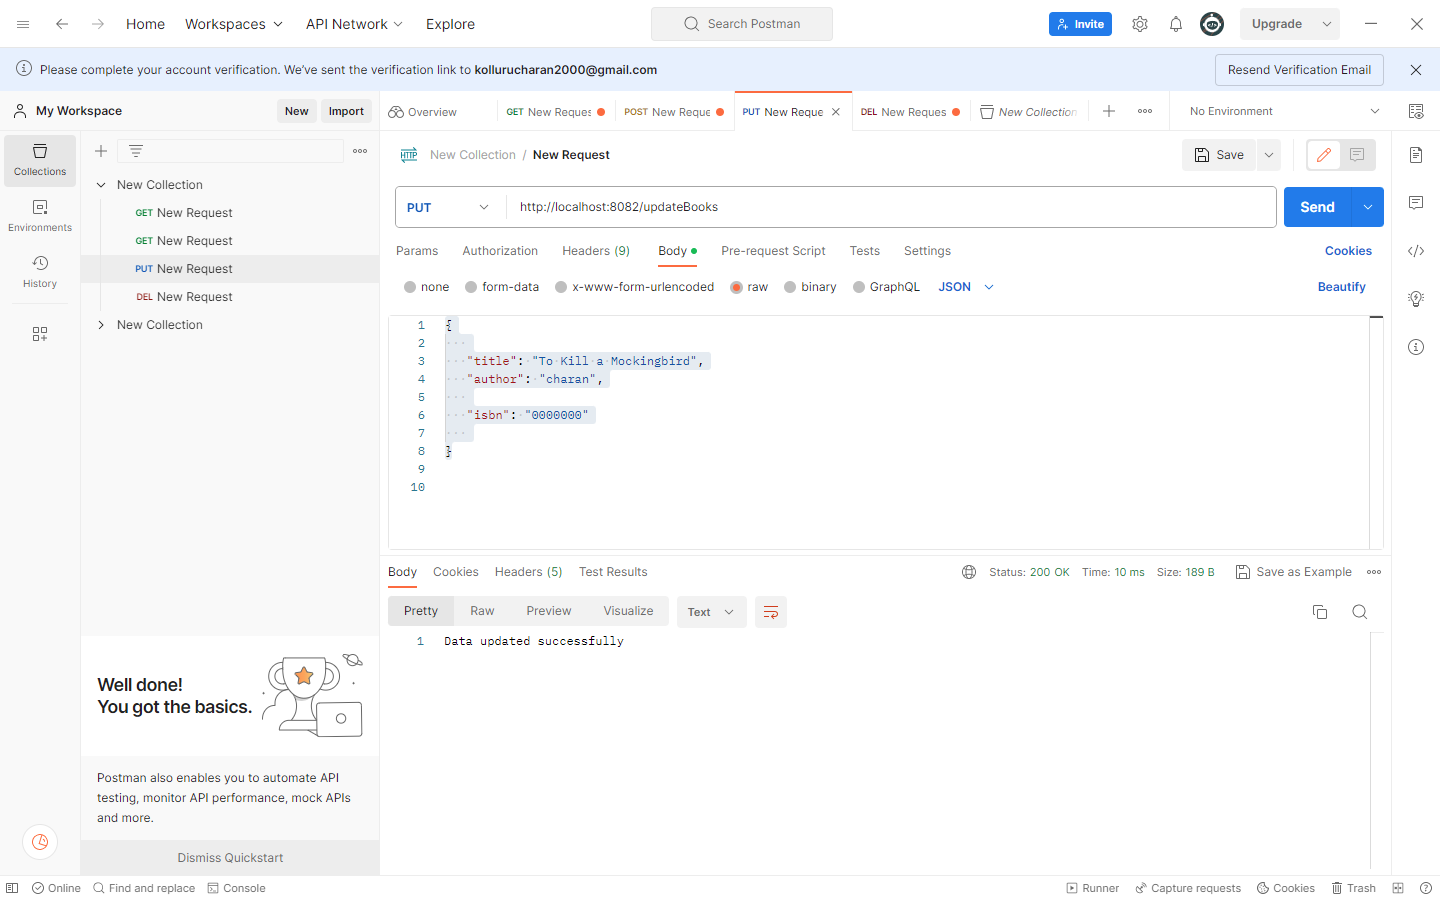 Home Workspaces API Network Explore Search Postman Invite Upgrade
Please complete your account verification. We've sent the verification link to kollurucharan2000@gmail.com Resend Verification Email
My Workspace New Import
Overview GET New Reques POST New Reque PUT New Reque DEL New Reques New Collection No Environment
Collections
Environments
History
New Collection
GET New Request
GET New Request
PUT New Request
DEL New Request
New Collection
HTTP New Collection / New Request Save
PUT http://localhost:8082/updateBooks Send
Params Authorization Headers (9) Body Pre-request Script Tests Settings Cookies
none form-data x-www-form-urlencoded raw binary GraphQL JSON Beautify
1 {
2
3 "title": "To Kill a Mockingbird",
4 "author": "charan",
5
6 "isbn": "0000000"
7
8 }
9
10
Body Cookies Headers (5) Test Results Status: 200 OK Time: 10 ms Size: 189 B Save as Example
Pretty Raw Preview Visualize Text
1 Data updated successfully
Well done!
You got the basics.
Postman also enables you to automate API
testing, monitor API performance, mock APIs
and more.
Dismiss Quickstart
Online Find and replace Console Runner Capture requests Cookies Trash